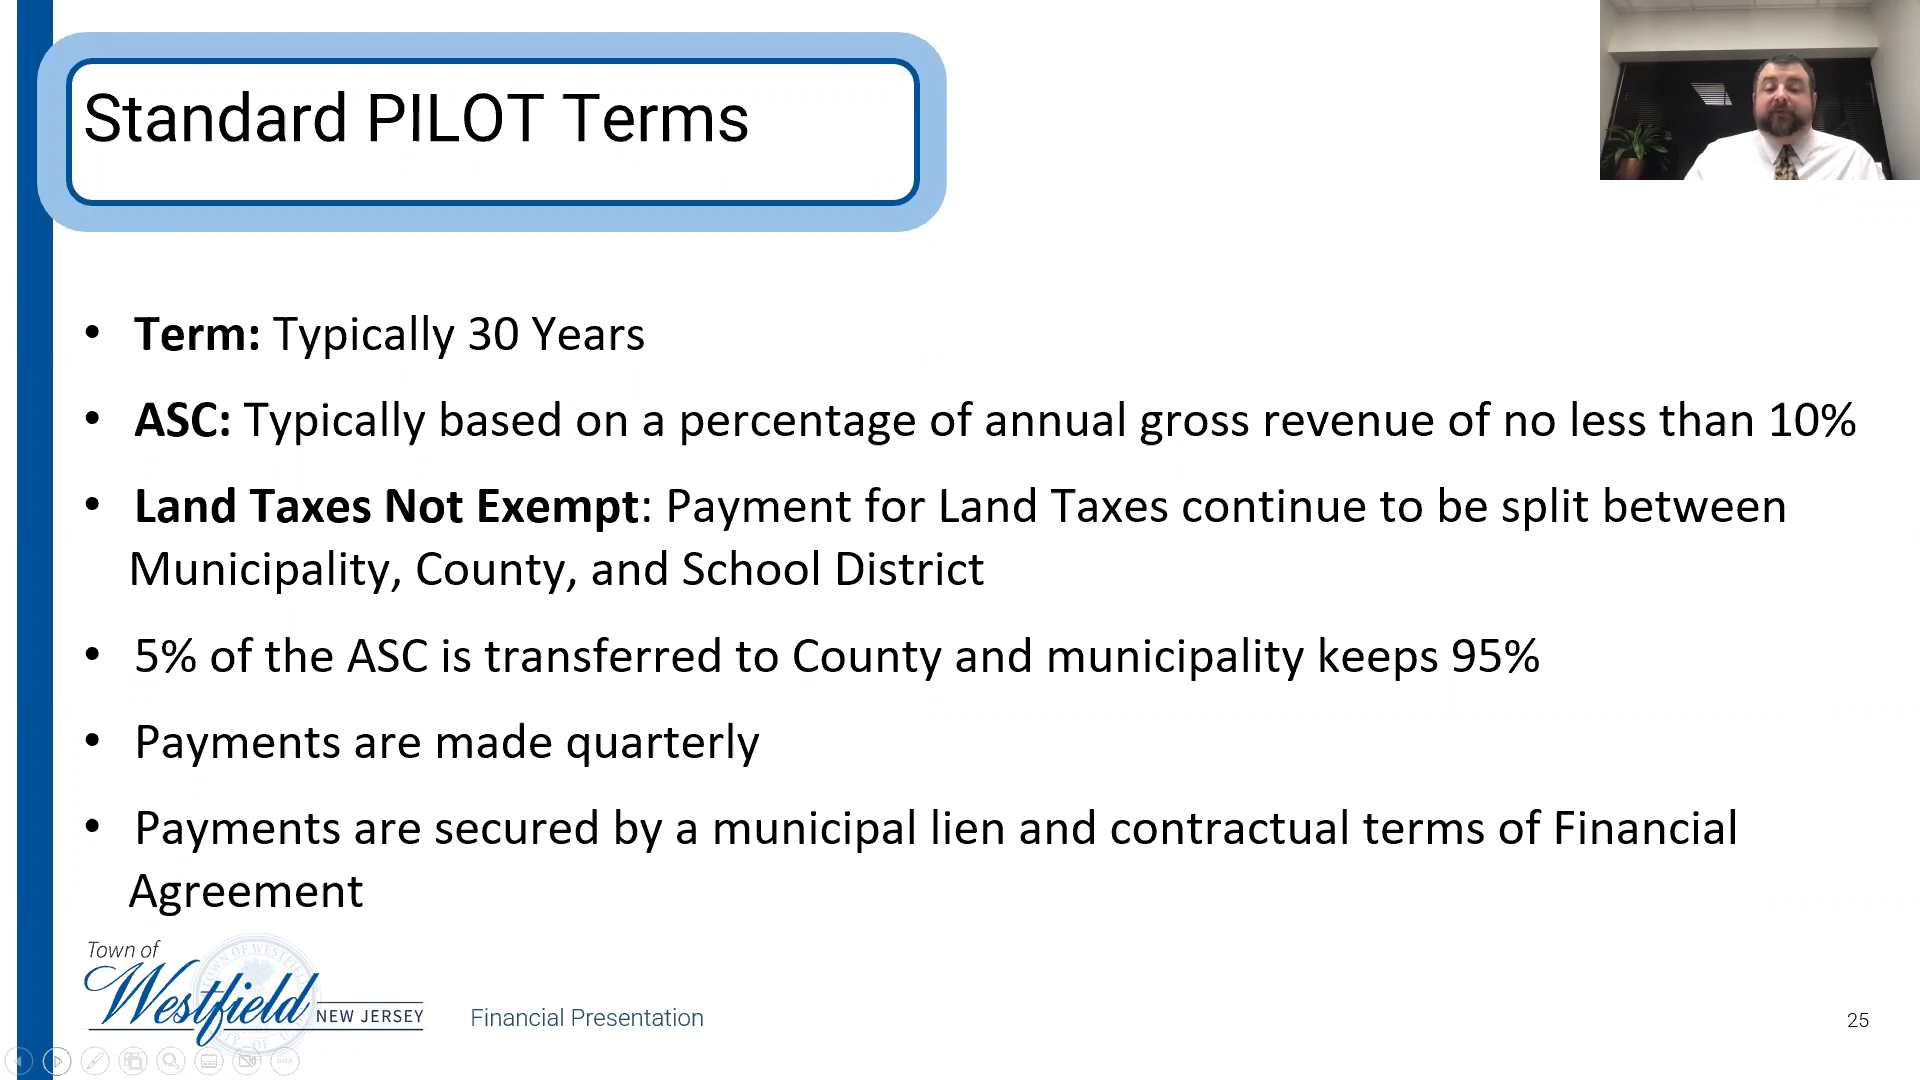 Standard PILOT Terms
• Term: Typically 30 Years
• ASC: Typically based on a percentage of annual gross revenue of no less than 10%
• Land Taxes Not Exempt: Payment for Land Taxes continue to be split between
Municipality, County, and School District
• 5% of the ASC is transferred to County and municipality keeps 95%
• Payments are made quarterly
• Payments are secured by a municipal lien and contractual terms of Financial
Agreement
Town of
Westfield
NEW JERSEY
Financial Presentation
25